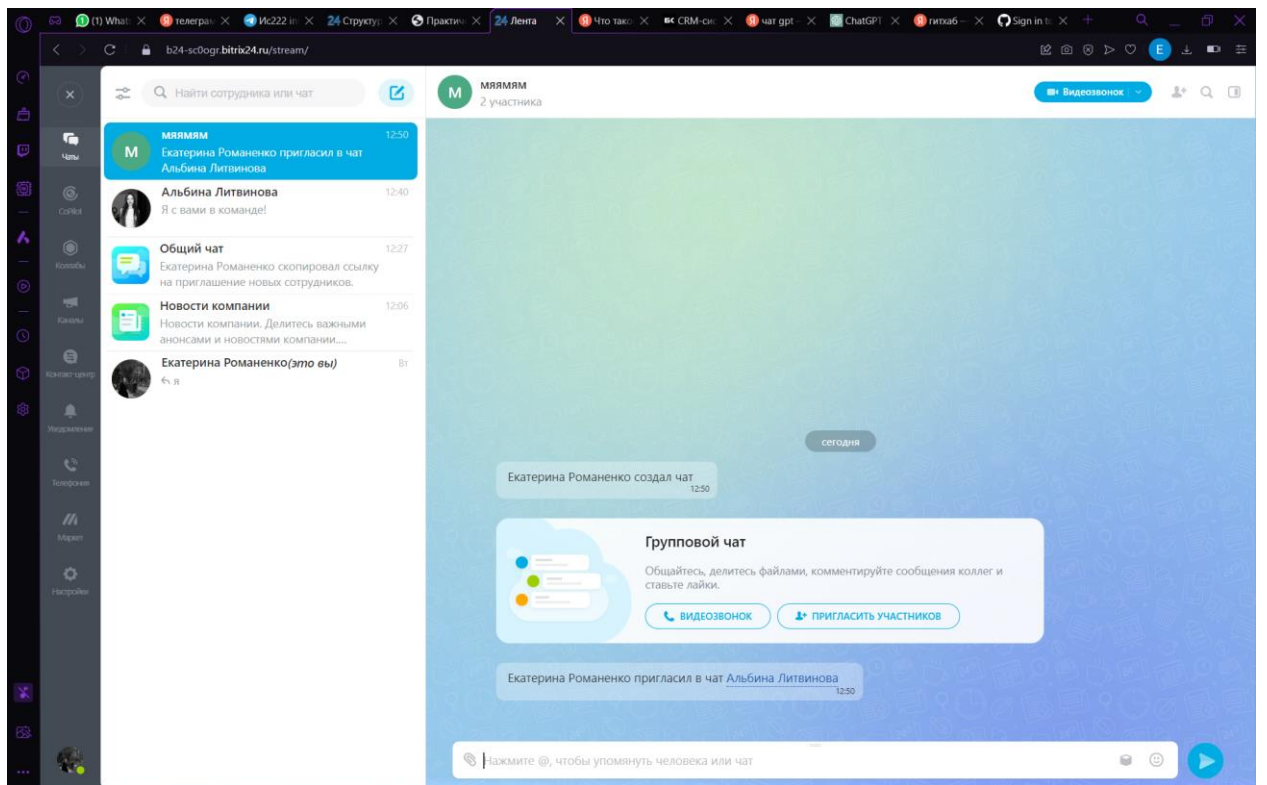 (1) What:
телеграм
Ис222 in
24 Структур
Практич
24 Лента
Что тако
CRM-сис
чат gpt –
ChatGPT
гитхаб –
Sign in to
b24-sc0ogr.bitrix24.ru/stream/
E
Найти сотрудника или чат
Чаты
CoPilot
Коллабы
Каналы
Контакт-центр
Уведомления
Телефония
Маркет
Настройки
М
мяямям 12:50
Екатерина Романенко пригласил в чат
Альбина Литвинова
Альбина Литвинова 12:40
Я с вами в команде!
Общий чат 12:27
Екатерина Романенко скопировал ссылку
на приглашение новых сотрудников.
Новости компании 12:06
Новости компании. Делитесь важными
анонсами и новостями компании....
Екатерина Романенко(это вы) Вт
я
М
мяямям
2 участника
Видеозвонок
сегодня
Екатерина Романенко создал чат
12:50
Групповой чат
Общайтесь, делитесь файлами, комментируйте сообщения коллег и
ставьте лайки.
ВИДЕОЗВОНОК
ПРИГЛАСИТЬ УЧАСТНИКОВ
Екатерина Романенко пригласил в чат Альбина Литвинова
12:50
Нажмите @, чтобы упомянуть человека или чат